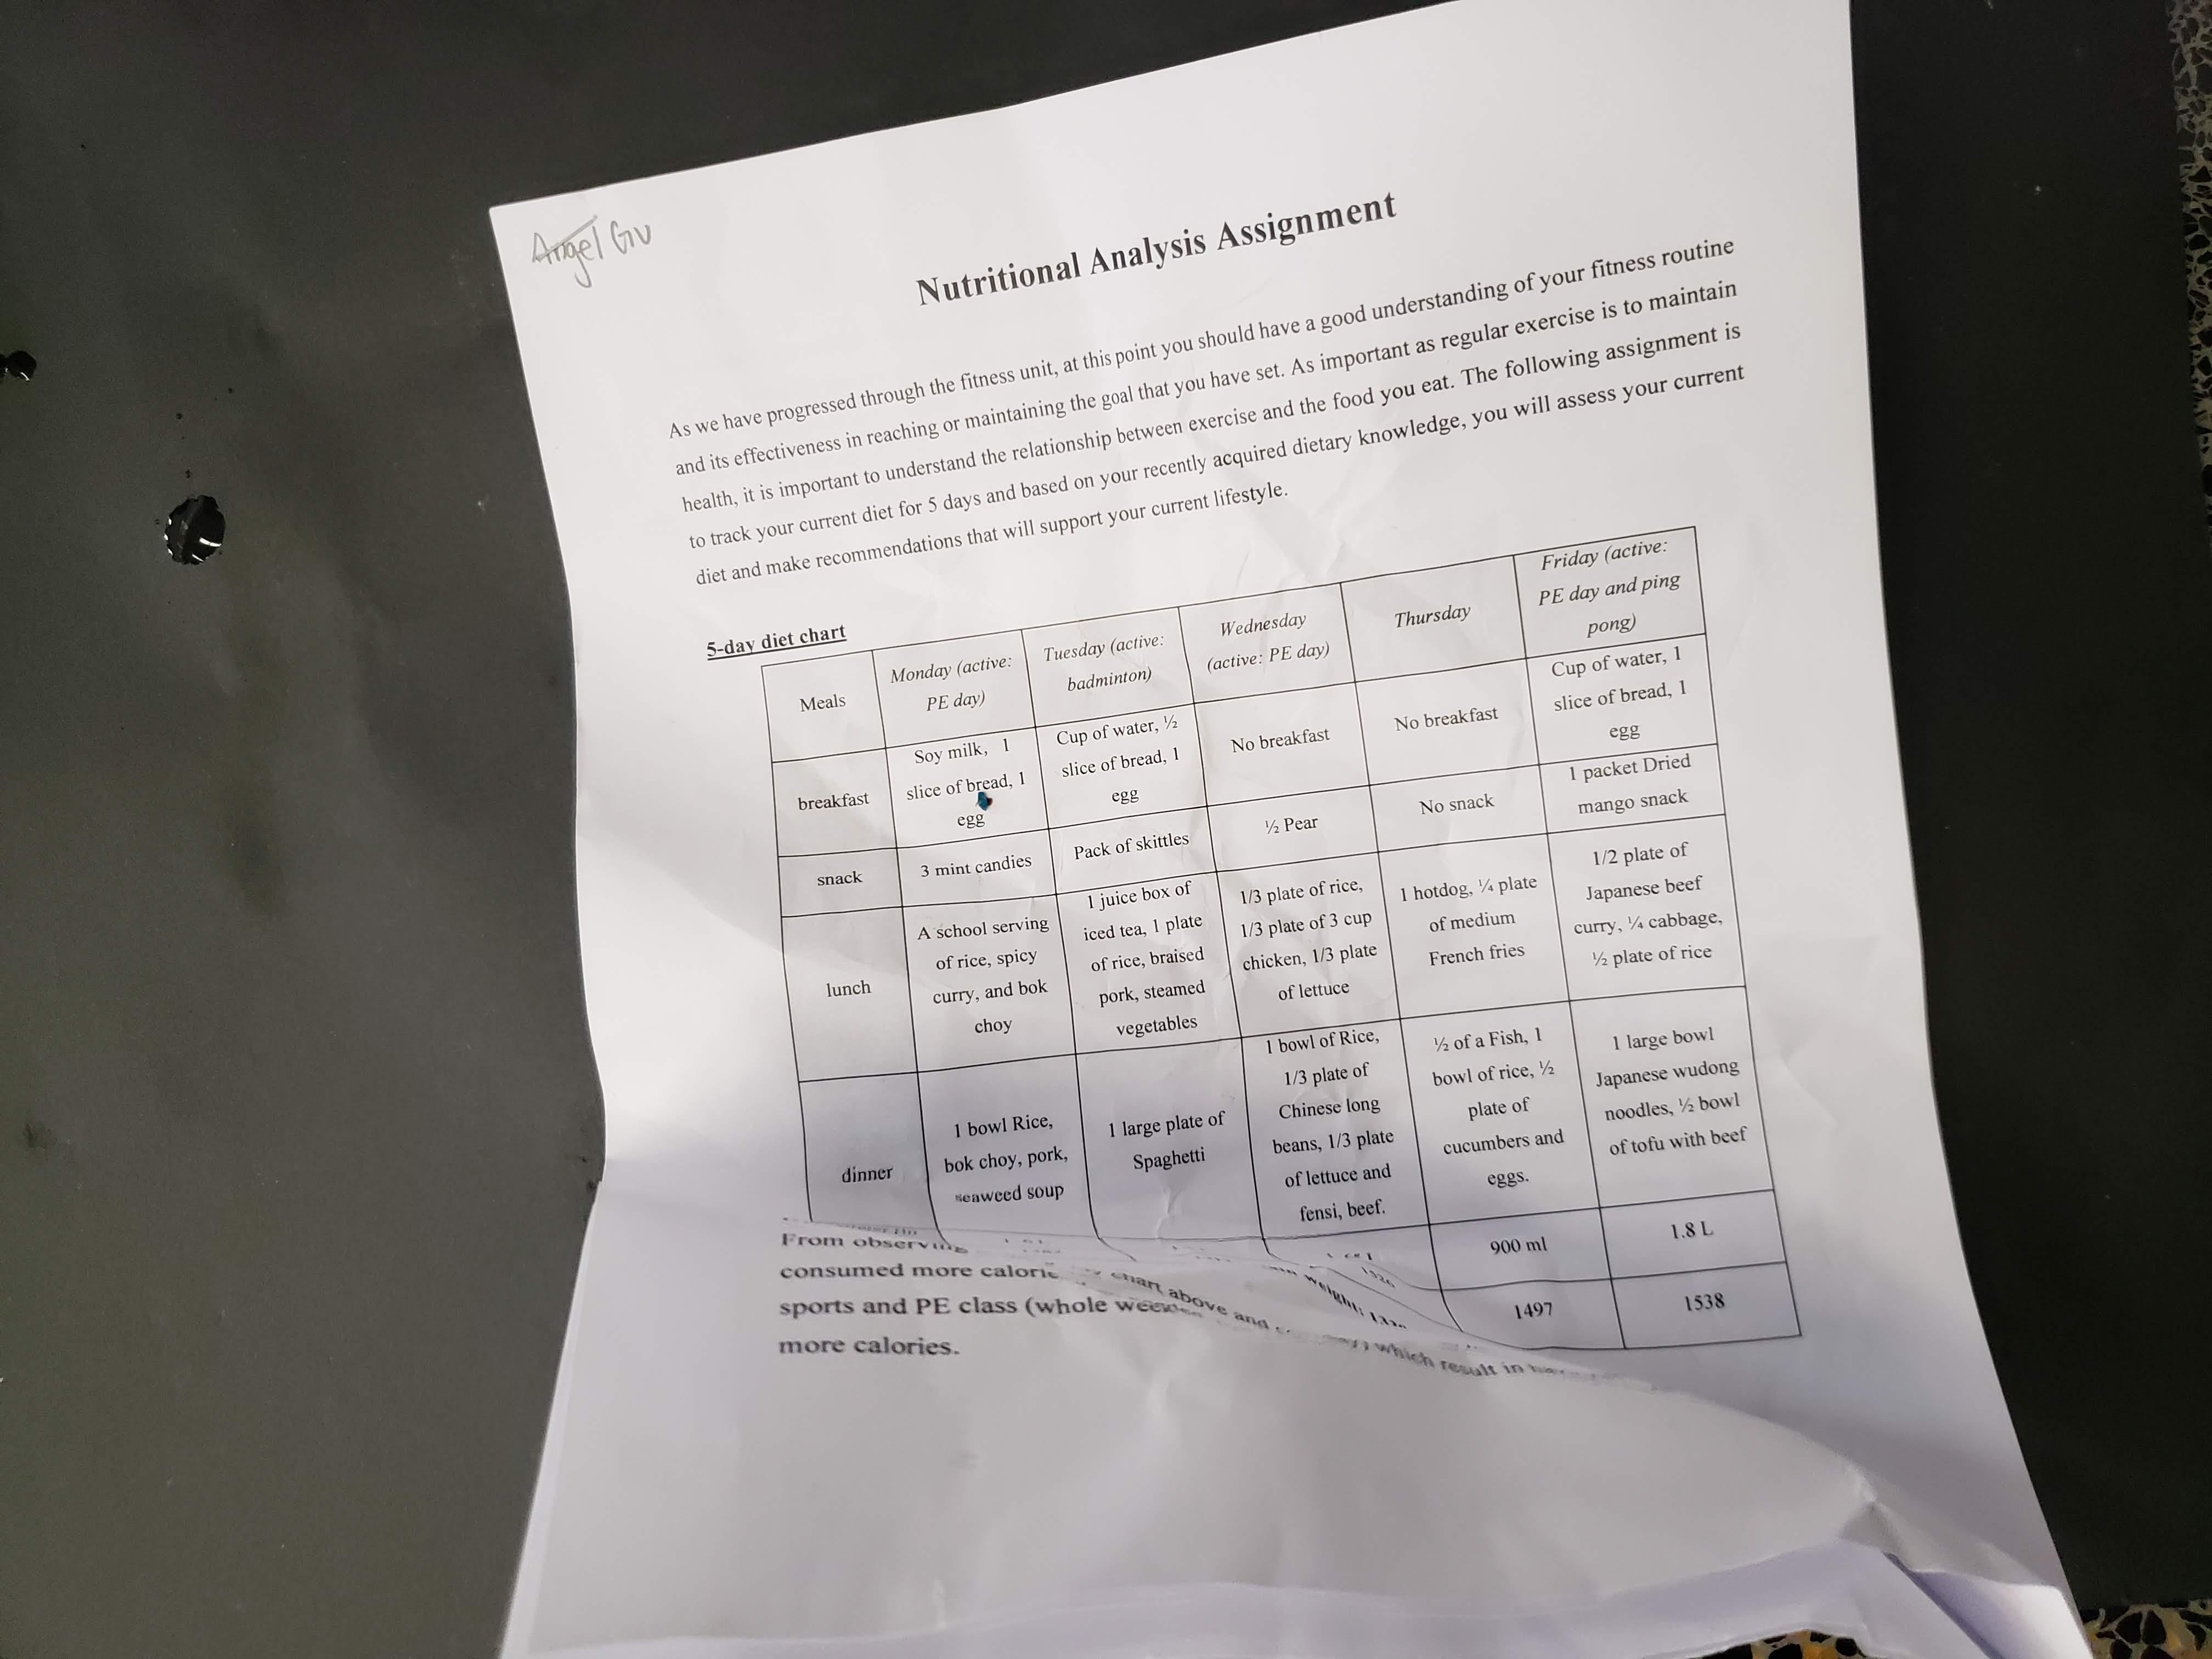 Angel Gu
Nutritional Analysis Assignment
As we have progressed through the fitness unit, at this point you should have a good understanding of your fitness routine
and its effectiveness in reaching or maintaining the goal that you have set. As important as regular exercise is to maintain
health, it is important to understand the relationship between exercise and the food you eat. The following assignment is
to track your current diet for 5 days and based on your recently acquired dietary knowledge, you will assess your current
diet and make recommendations that will support your current lifestyle.
5-day diet chart
Meals
Monday (active:
PE day)
Tuesday (active:
badminton)
Wednesday
(active: PE day)
Thursday
Friday (active:
PE day and ping
pong)
breakfast
Soy milk, 1
slice of bread, 1
egg
Cup of water, ½
slice of bread, 1
egg
No breakfast
No breakfast
Cup of water, 1
slice of bread, 1
egg
snack
3 mint candies
Pack of skittles
½ Pear
No snack
1 packet Dried
mango snack
lunch
A school serving
of rice, spicy
curry, and bok
choy
1 juice box of
iced tea, 1 plate
of rice, braised
pork, steamed
vegetables
1/3 plate of rice,
1/3 plate of 3 cup
chicken, 1/3 plate
of lettuce
1 hotdog, ¼ plate
of medium
French fries
1/2 plate of
Japanese beef
curry, ¼ cabbage,
½ plate of rice
dinner
1 bowl Rice,
bok choy, pork,
seaweed soup
1 large plate of
Spaghetti
1 bowl of Rice,
1/3 plate of
Chinese long
beans, 1/3 plate
of lettuce and
fensi, beef.
½ of a Fish, 1
bowl of rice, ½
plate of
cucumbers and
eggs.
1 large bowl
Japanese wudong
noodles, ½ bowl
of tofu with beef
900 ml
1.8 L
1497
1538
From chart above and
consumed more which result in
sports and PE class (whole
more calories.